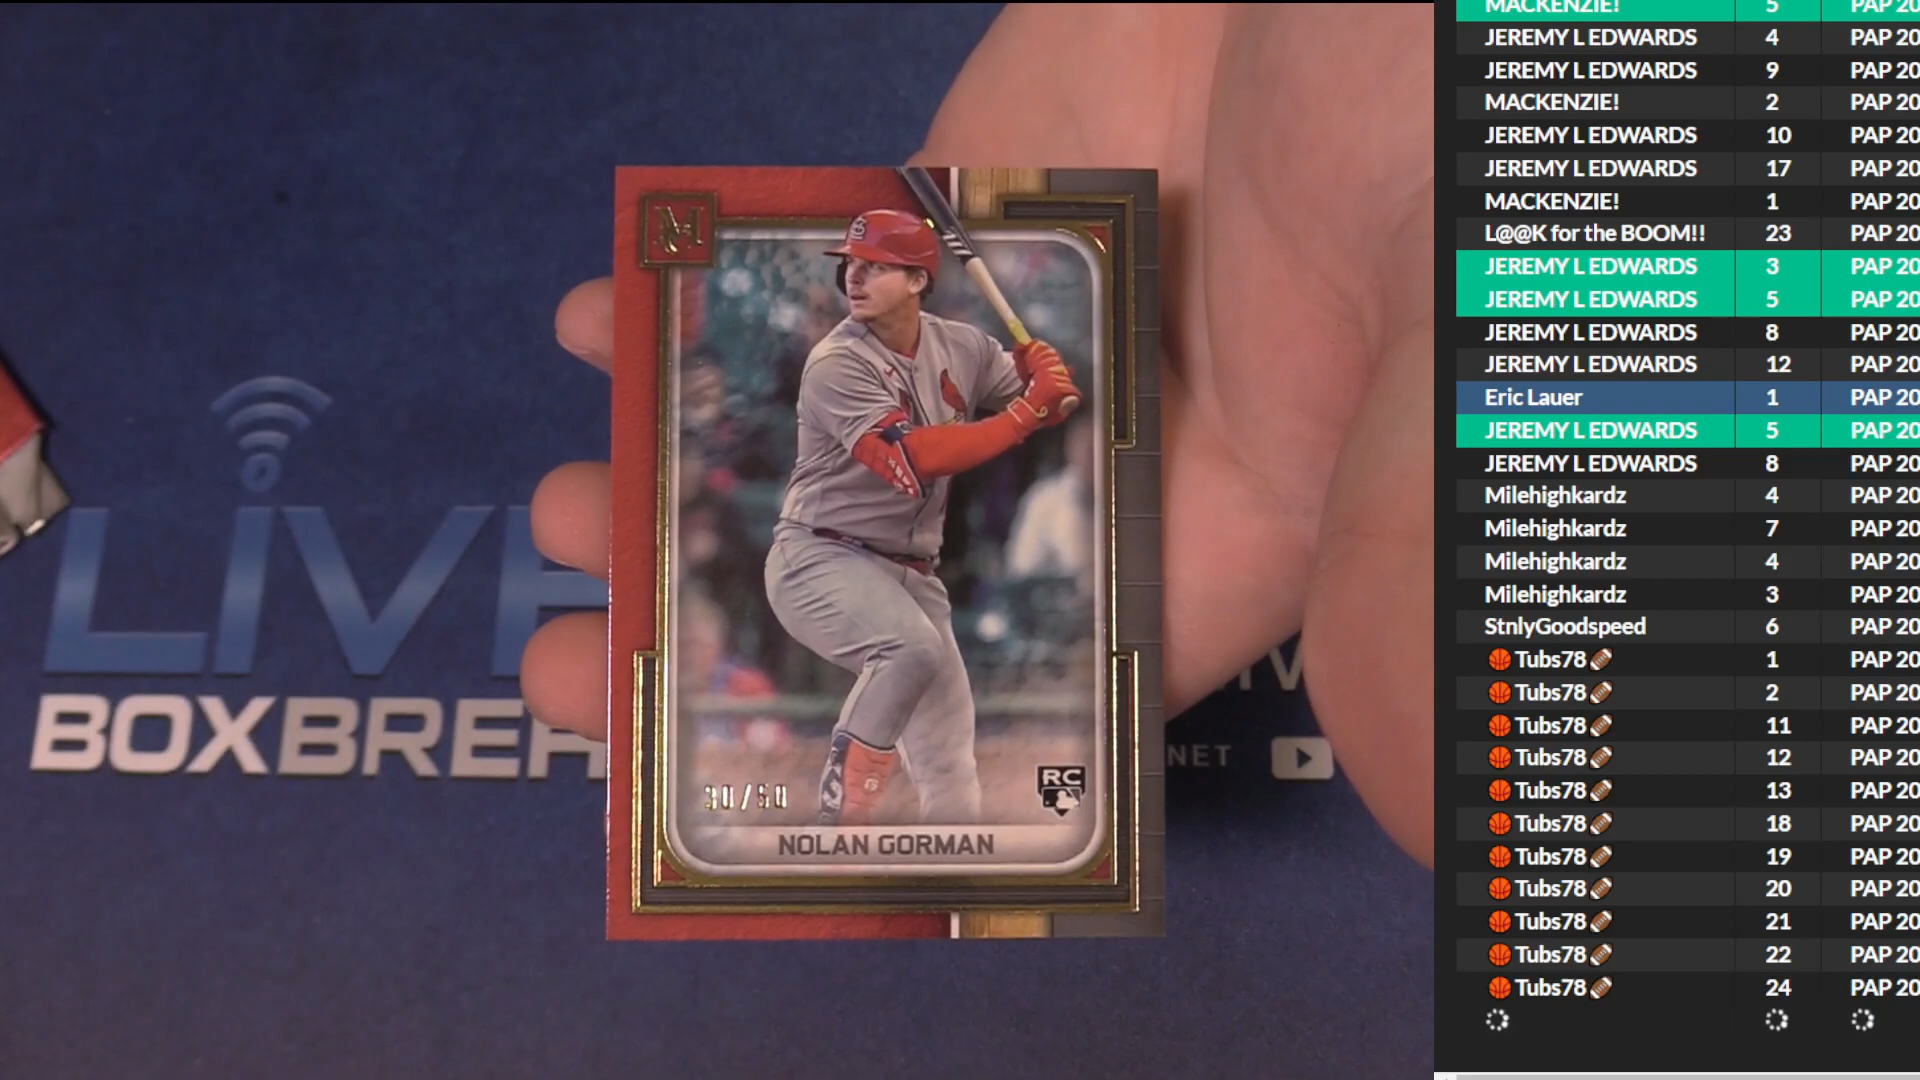 M
30/50
RC
NOLAN GORMAN
LIVE
BOXBREA
NET
MACKENZIE! 5 PAP 20
JEREMY L EDWARDS 4 PAP 20
JEREMY L EDWARDS 9 PAP 20
MACKENZIE! 2 PAP 20
JEREMY L EDWARDS 10 PAP 20
JEREMY L EDWARDS 17 PAP 20
MACKENZIE! 1 PAP 20
L@@K for the BOOM!! 23 PAP 20
JEREMY L EDWARDS 3 PAP 20
JEREMY L EDWARDS 5 PAP 20
JEREMY L EDWARDS 8 PAP 20
JEREMY L EDWARDS 12 PAP 20
Eric Lauer 1 PAP 20
JEREMY L EDWARDS 5 PAP 20
JEREMY L EDWARDS 8 PAP 20
Milehighkardz 4 PAP 20
Milehighkardz 7 PAP 20
Milehighkardz 4 PAP 20
Milehighkardz 3 PAP 20
StnlyGoodspeed 6 PAP 20
🏀Tubs78🏈 1 PAP 20
🏀Tubs78🏈 2 PAP 20
🏀Tubs78🏈 11 PAP 20
🏀Tubs78🏈 12 PAP 20
🏀Tubs78🏈 13 PAP 20
🏀Tubs78🏈 18 PAP 20
🏀Tubs78🏈 19 PAP 20
🏀Tubs78🏈 20 PAP 20
🏀Tubs78🏈 21 PAP 20
🏀Tubs78🏈 22 PAP 20
🏀Tubs78🏈 24 PAP 20